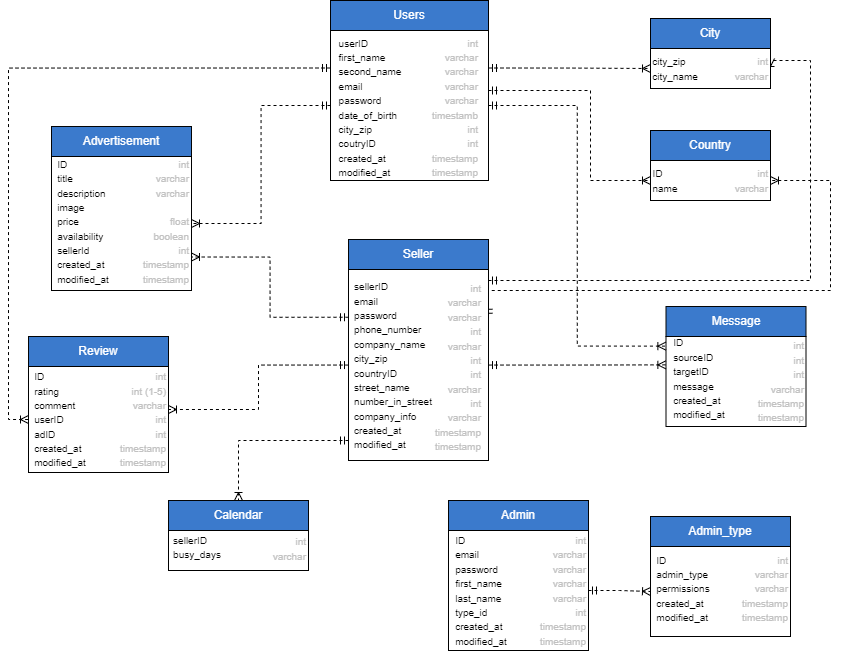 Users
userID int
first_name varchar
second_name varchar
email varchar
password varchar
date_of_birth timestamb
city_zip int
coutryID int
created_at timestamp
modified_at timestamp
City
city_zip int
city_name varchar
Advertisement
ID int
title varchar
description varchar
image
price float
availability boolean
sellerId int
created_at timestamp
modified_at timestamp
Country
ID int
name varchar
Seller
sellerID int
email varchar
password varchar
phone_number int
company_name varchar
city_zip int
countryID int
street_name varchar
number_in_street int
company_info varchar
created_at timestamp
modified_at timestamp
Message
ID int
sourceID int
targetID int
message varchar
created_at timestamp
modified_at timestamp
Review
ID int
rating int (1-5)
comment varchar
userID int
adID int
created_at timestamp
modified_at timestamp
Calendar
sellerID int
busy_days varchar
Admin
ID int
email varchar
password varchar
first_name varchar
last_name varchar
type_id int
created_at timestamp
modified_at timestamp
Admin_type
ID int
admin_type varchar
permissions varchar
created_at timestamp
modified_at timestamp